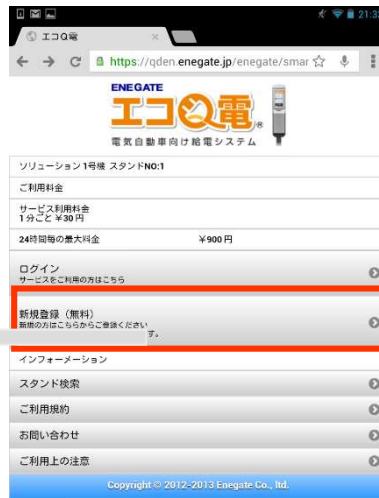 21:33
エコQ電
https://qden.enegate.jp/enegate/smar
ENEGATE
エコQ電®
電気自動車向け給電システム
ソリューション1号機 スタンドNO:1
ご利用料金
サービス利用料金
1分ごと ¥30円
24時間毎の最大料金 ¥900円
ログイン
サービスをご利用の方はこちら
新規登録（無料）
新規の方はこちらからご登録ください
す。
インフォーメーション
スタンド検索
ご利用規約
お問い合わせ
ご利用上の注意
Copyright © 2012-2013 Enegate Co., ltd.